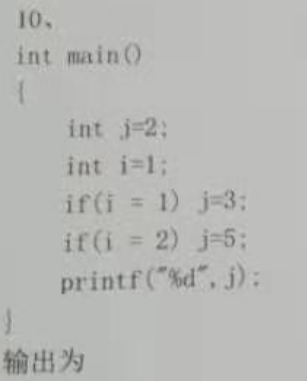 10、
int main()
{
int j=2;
int i=1;
if(i = 1) j=3;
if(i = 2) j=5;
printf("%d", j);
}
输出为